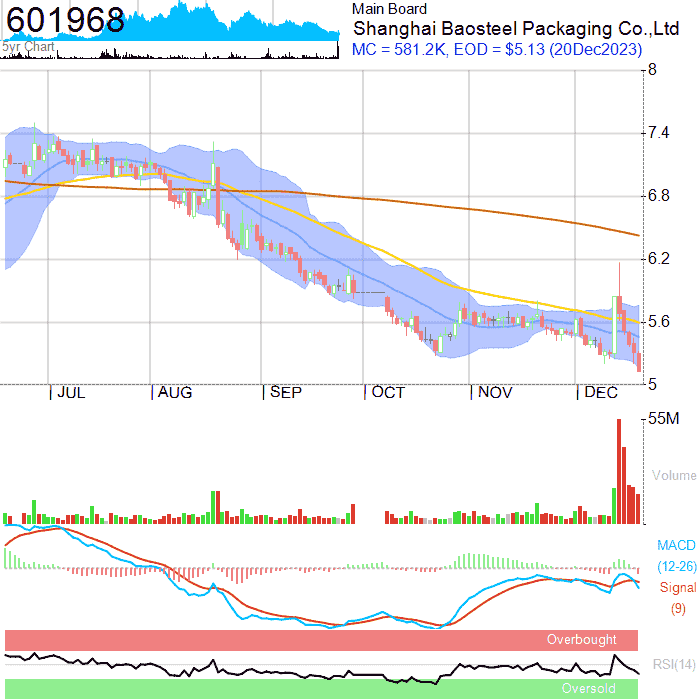 601968
5yr Chart
Main Board
Shanghai Baosteel Packaging Co.,Ltd
MC = 581.2K, EOD = $5.13 (20Dec2023)
8
7.4
6.8
6.2
5.6
5
JUL
AUG
SEP
OCT
NOV
DEC
55M
Volume
MACD
(12-26)
Signal
(9)
Overbought
RSI(14)
Oversold